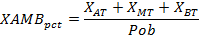 XAMB_pct = (X_AT + X_MT + X_BT) / Pob